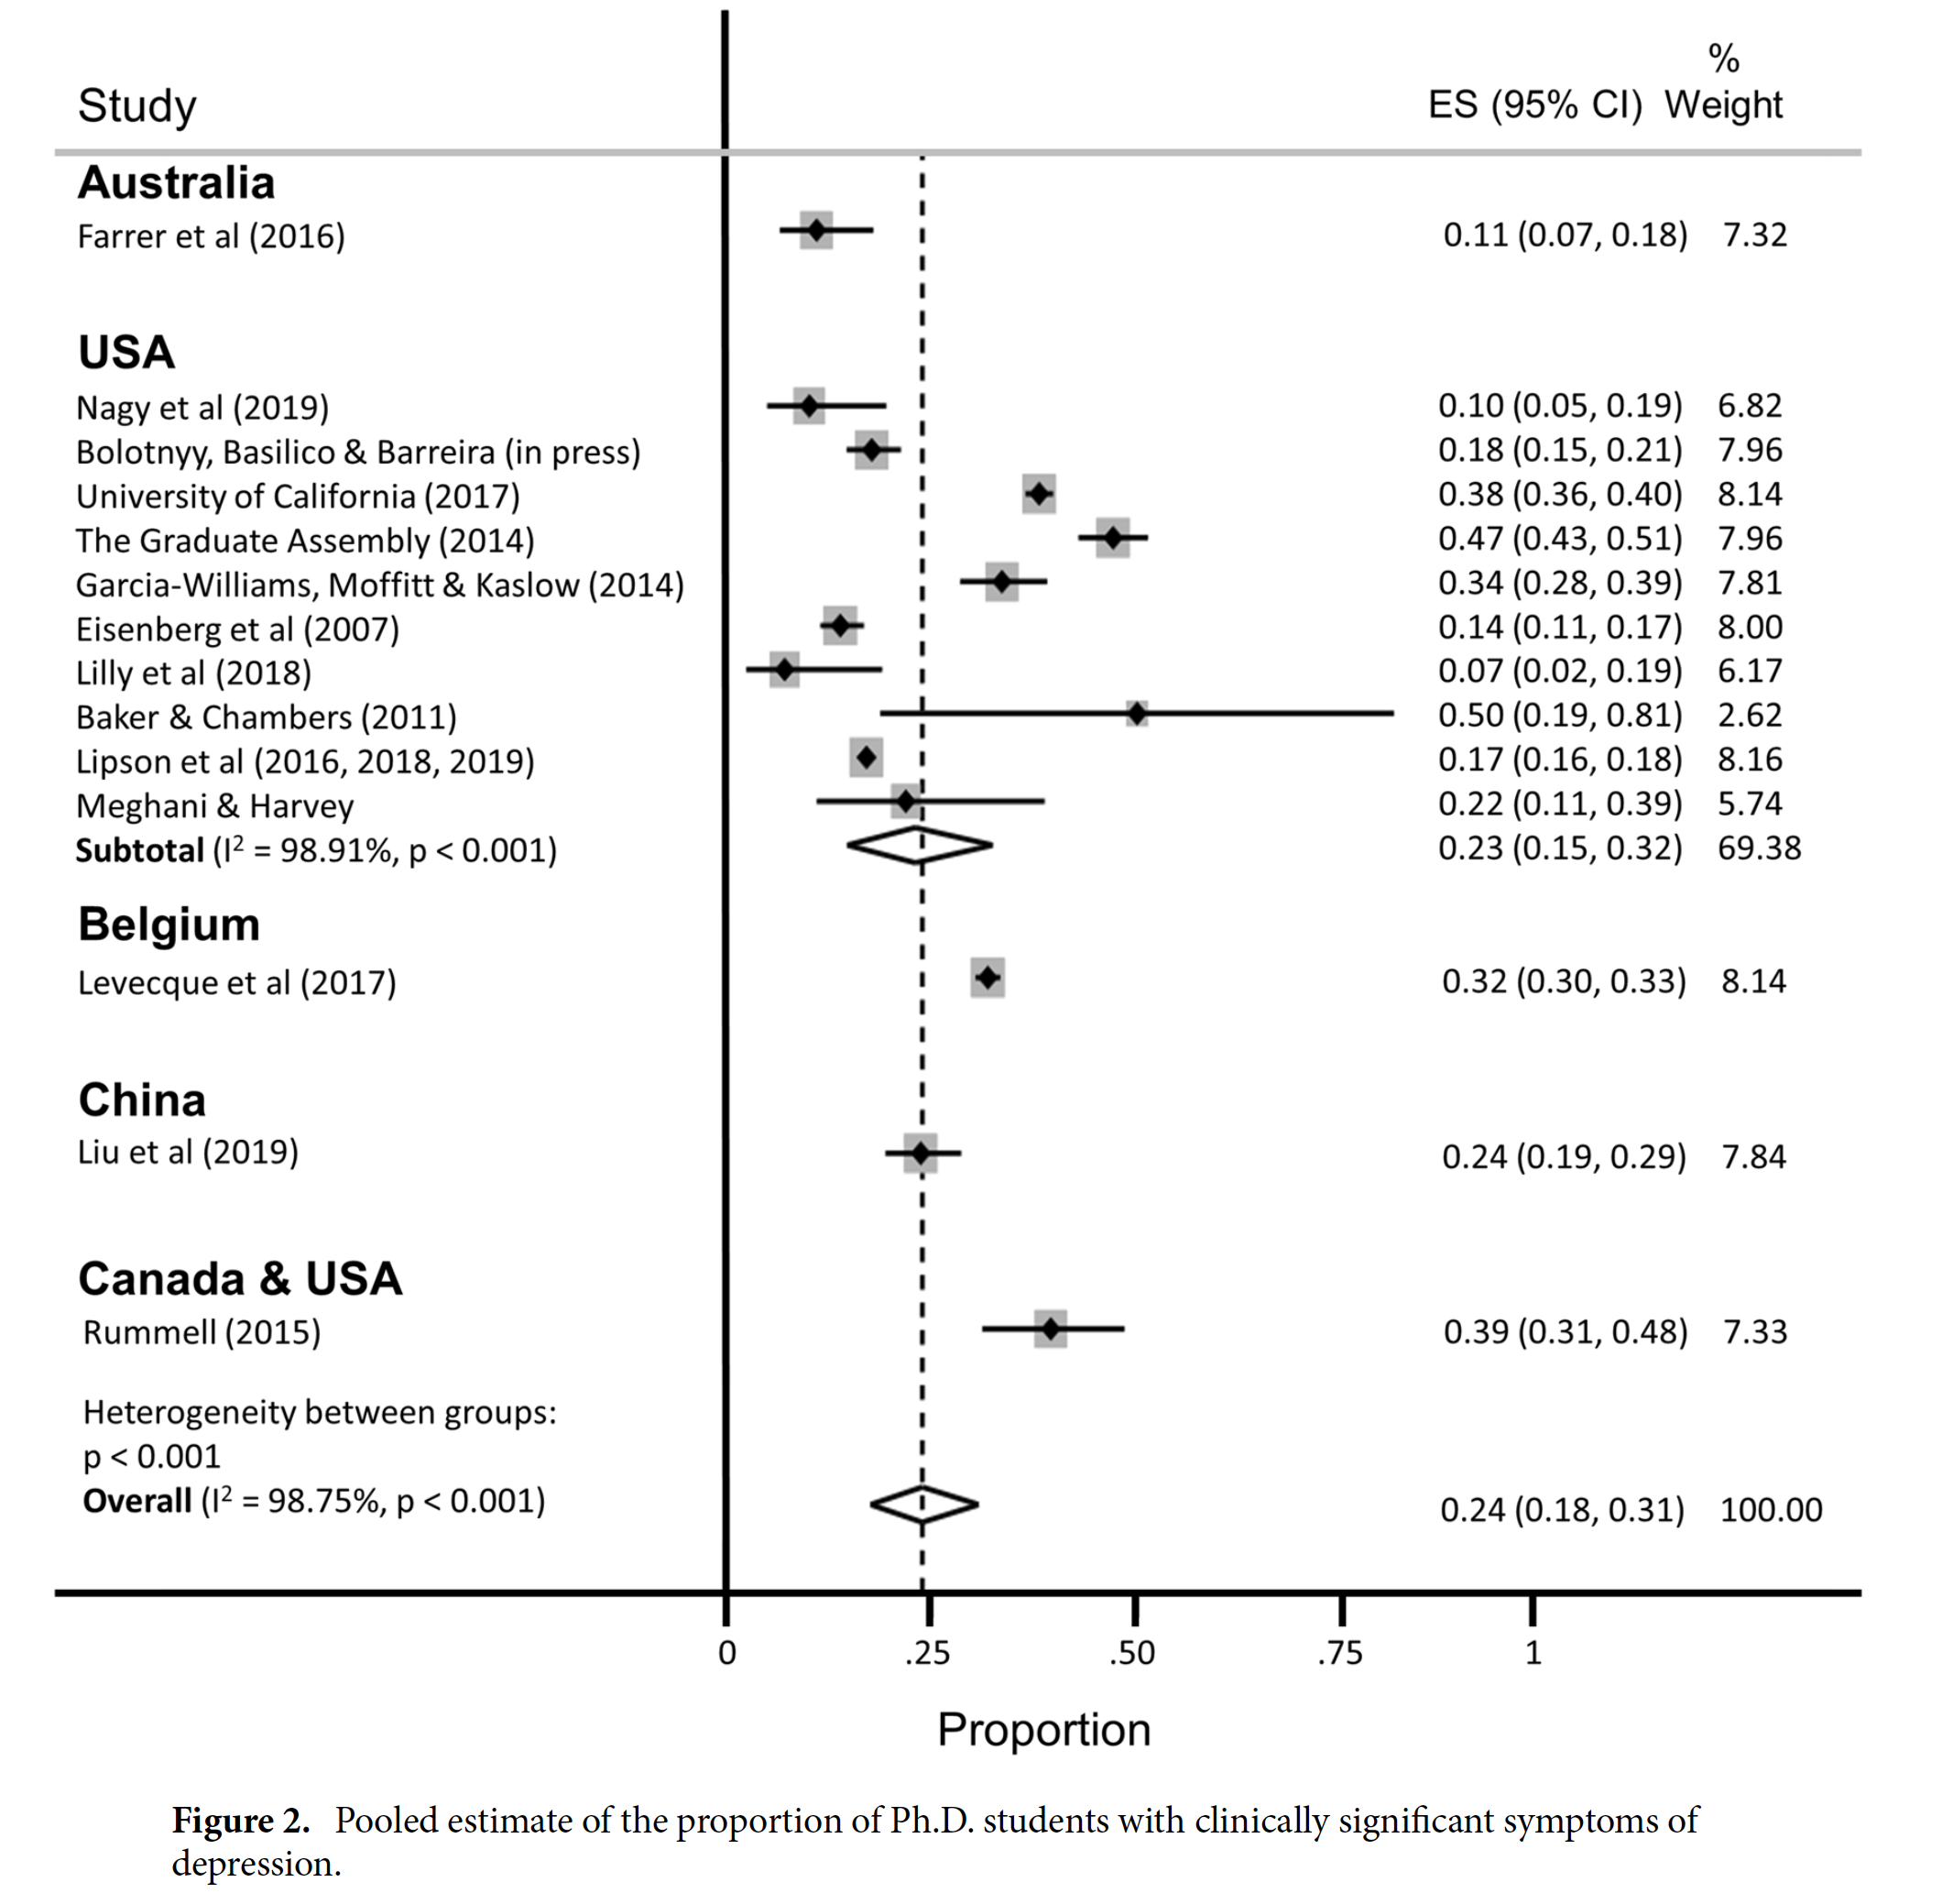 %
Study ES (95% CI) Weight
Australia
Farrer et al (2016) 0.11 (0.07, 0.18) 7.32
USA
Nagy et al (2019) 0.10 (0.05, 0.19) 6.82
Bolotnyy, Basilico & Barreira (in press) 0.18 (0.15, 0.21) 7.96
University of California (2017) 0.38 (0.36, 0.40) 8.14
The Graduate Assembly (2014) 0.47 (0.43, 0.51) 7.96
Garcia-Williams, Moffitt & Kaslow (2014) 0.34 (0.28, 0.39) 7.81
Eisenberg et al (2007) 0.14 (0.11, 0.17) 8.00
Lilly et al (2018) 0.07 (0.02, 0.19) 6.17
Baker & Chambers (2011) 0.50 (0.19, 0.81) 2.62
Lipson et al (2016, 2018, 2019) 0.17 (0.16, 0.18) 8.16
Meghani & Harvey 0.22 (0.11, 0.39) 5.74
Subtotal (I² = 98.91%, p < 0.001) 0.23 (0.15, 0.32) 69.38
Belgium
Levecque et al (2017) 0.32 (0.30, 0.33) 8.14
China
Liu et al (2019) 0.24 (0.19, 0.29) 7.84
Canada & USA
Rummell (2015) 0.39 (0.31, 0.48) 7.33
Heterogeneity between groups:
p < 0.001
Overall (I² = 98.75%, p < 0.001) 0.24 (0.18, 0.31) 100.00
0 .25 .50 .75 1
Proportion
Figure 2. Pooled estimate of the proportion of Ph.D. students with clinically significant symptoms of
depression.